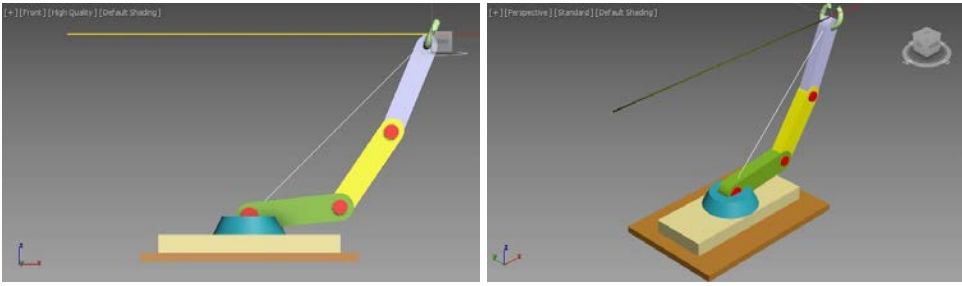 [+] [Front] [High Quality] [Default Shading]
[+] [Perspective] [Standard] [Default Shading]
z
x
z
y
x